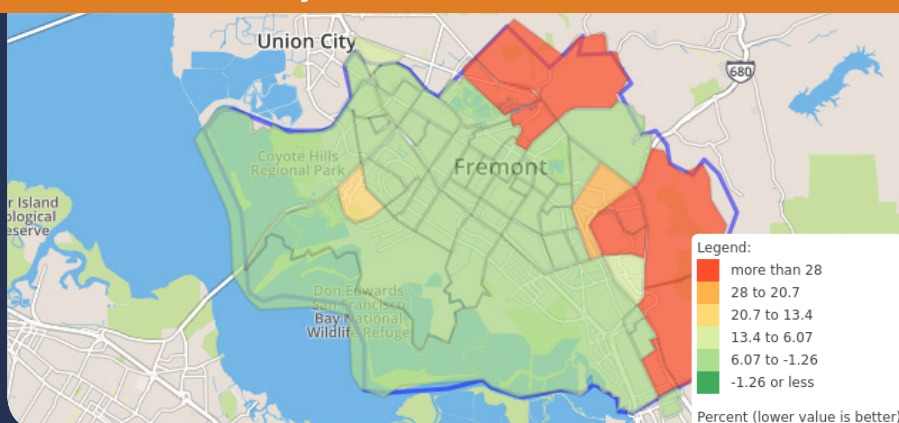 Union City
680
Coyote Hills
Regional Park
Fremont
r Island
ological
eserve
Don Edwards
San Francisco
Bay National
Wildlife Refuge
Legend:
more than 28
28 to 20.7
20.7 to 13.4
13.4 to 6.07
6.07 to -1.26
-1.26 or less
Percent (lower value is better)